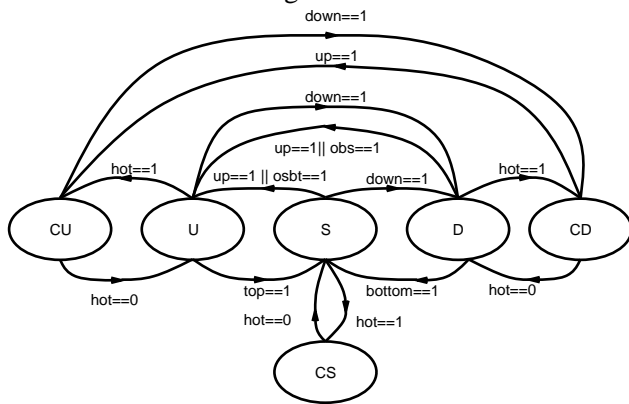 down==1
up==1
down==1
up==1|| obs==1
hot==1
up==1 || osbt==1
down==1
hot==1
CU
U
S
D
CD
hot==0
top==1
bottom==1
hot==0
hot==0
hot==1
CS